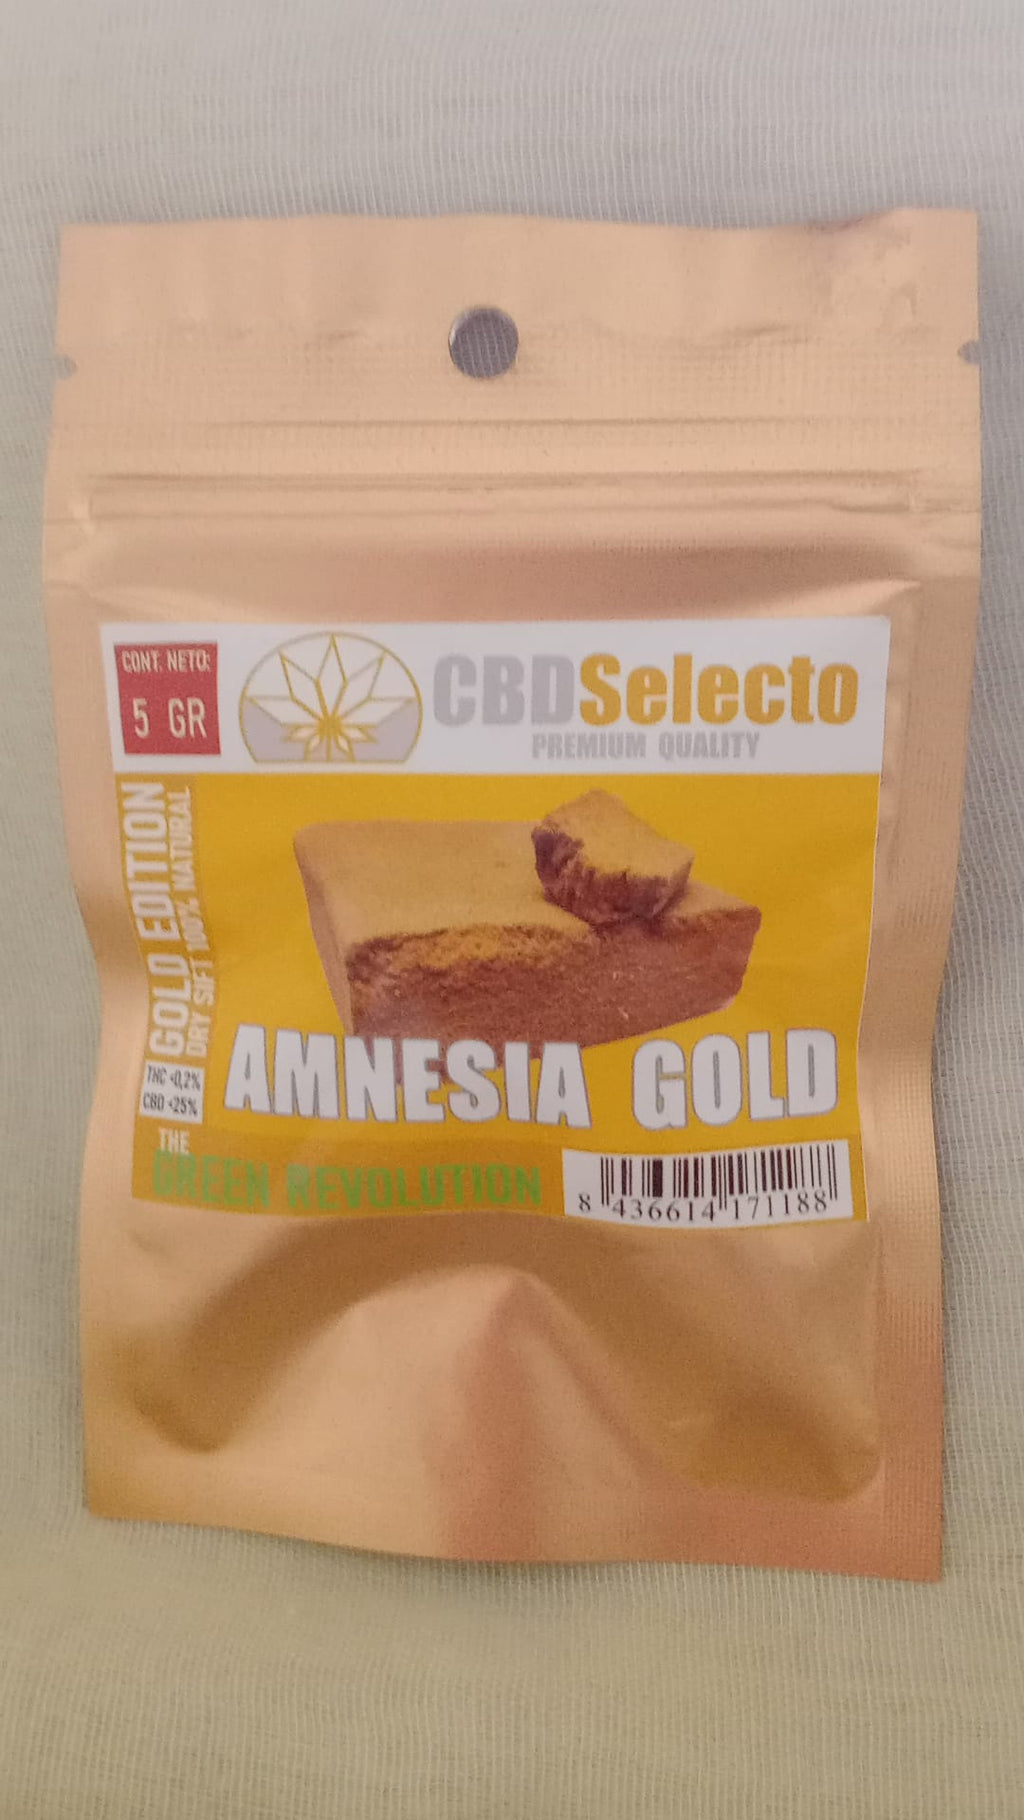 CONT. NETO:
5 GR
CBDSelecto
PREMIUM QUALITY
GOLD EDITION
DRY SIFT 100% NATURAL
THC <0,2%
CBD <25%
AMNESIA GOLD
THE
GREEN REVOLUTION
8 436614 171188